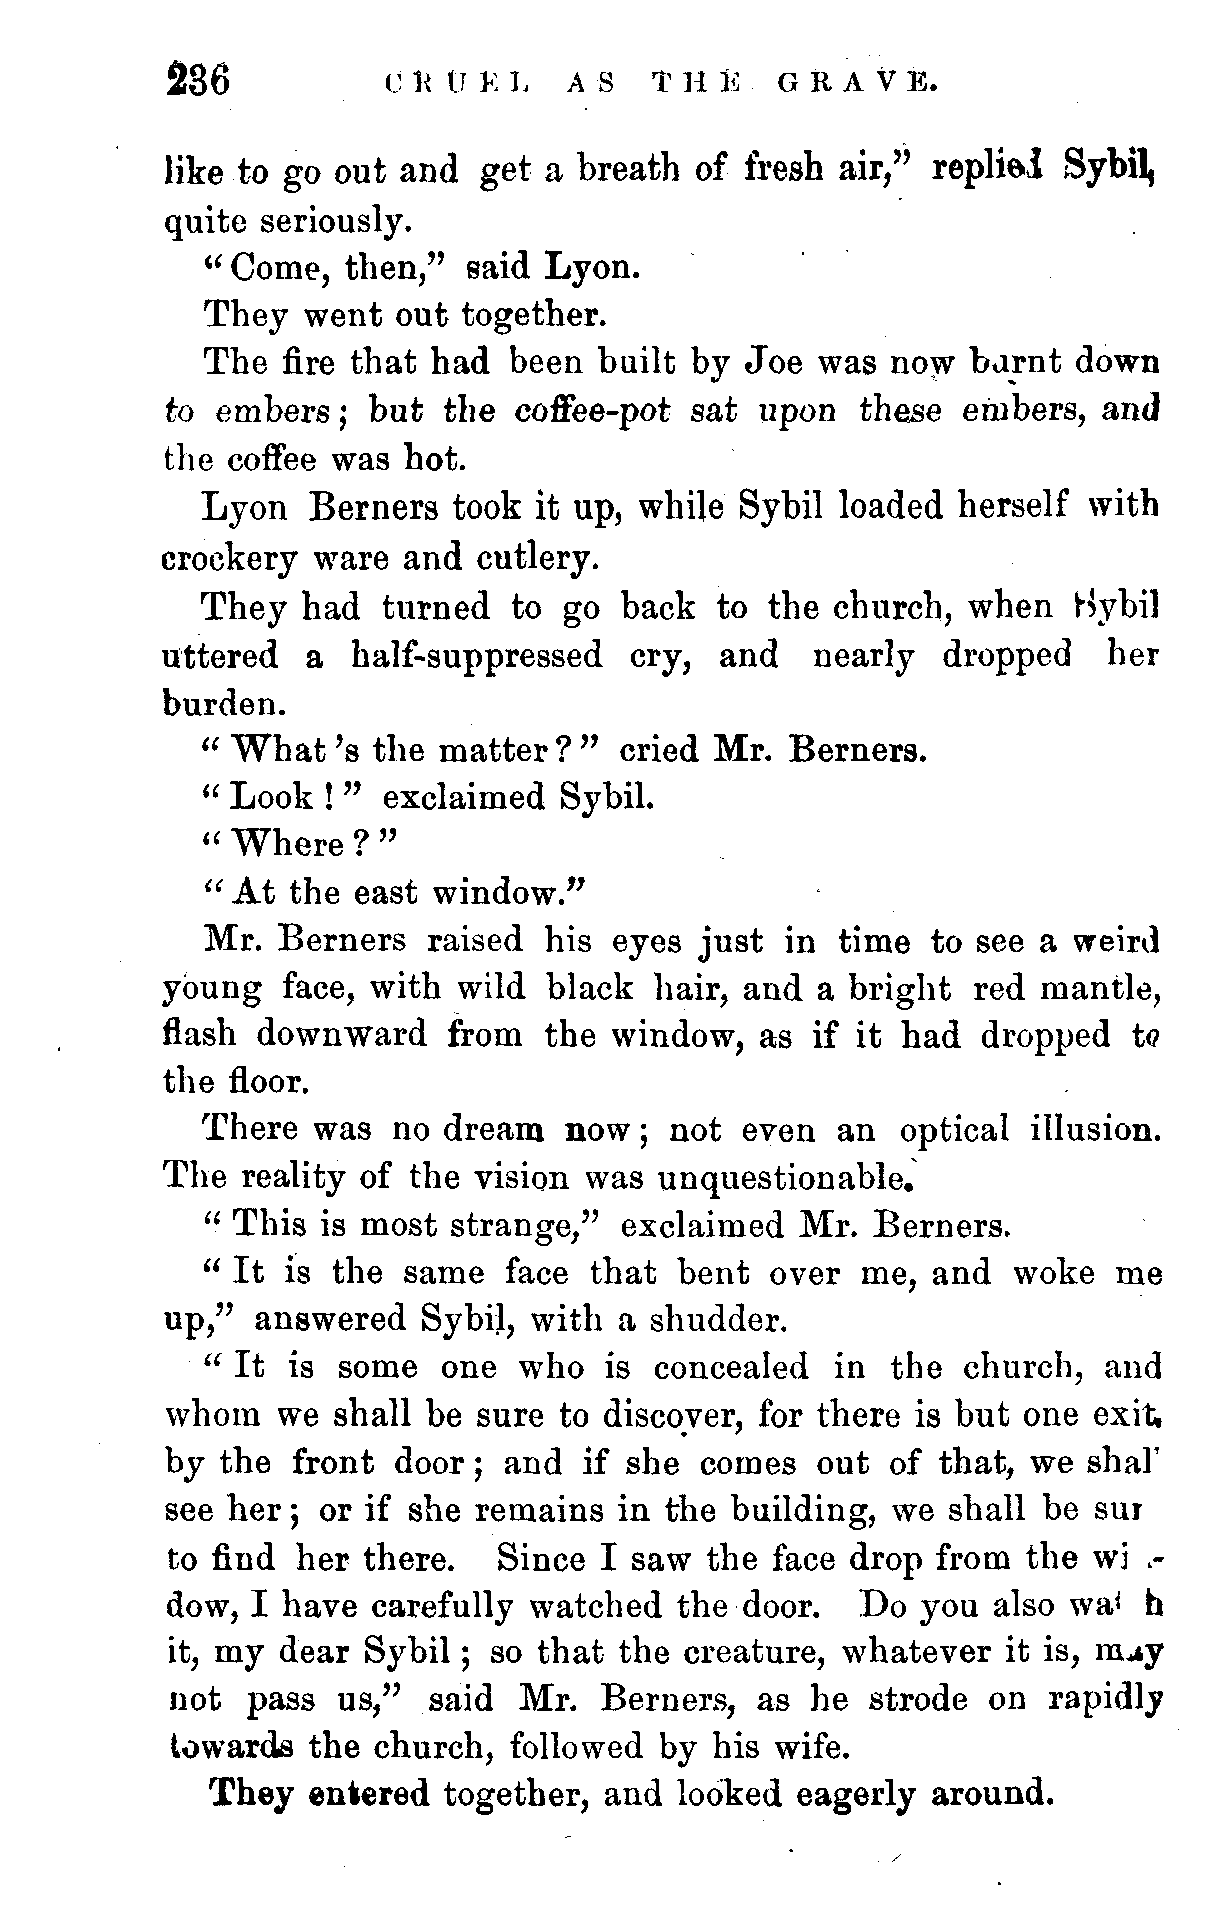 236 CRUEL AS THE GRAVE.
like to go out and get a breath of fresh air,” replied Sybil,
quite seriously.
“Come, then,” said Lyon.
They went out together.
The fire that had been built by Joe was now burnt down
to embers; but the coffee-pot sat upon these embers, and
the coffee was hot.
Lyon Berners took it up, while Sybil loaded herself with
crockery ware and cutlery.
They had turned to go back to the church, when Sybil
uttered a half-suppressed cry, and nearly dropped her
burden.
“What's the matter?” cried Mr. Berners.
“Look!” exclaimed Sybil.
“Where?”
“At the east window.”
Mr. Berners raised his eyes just in time to see a weird
young face, with wild black hair, and a bright red mantle,
flash downward from the window, as if it had dropped to
the floor.
There was no dream now; not even an optical illusion.
The reality of the vision was unquestionable.
“This is most strange,” exclaimed Mr. Berners.
“It is the same face that bent over me, and woke me
up,” answered Sybil, with a shudder.
“It is some one who is concealed in the church, and
whom we shall be sure to discover, for there is but one exit,
by the front door; and if she comes out of that, we shal'
see her; or if she remains in the building, we shall be sur
to find her there. Since I saw the face drop from the wi -
dow, I have carefully watched the door. Do you also wat h
it, my dear Sybil; so that the creature, whatever it is, may
not pass us,” said Mr. Berners, as he strode on rapidly
towards the church, followed by his wife.
They entered together, and looked eagerly around.